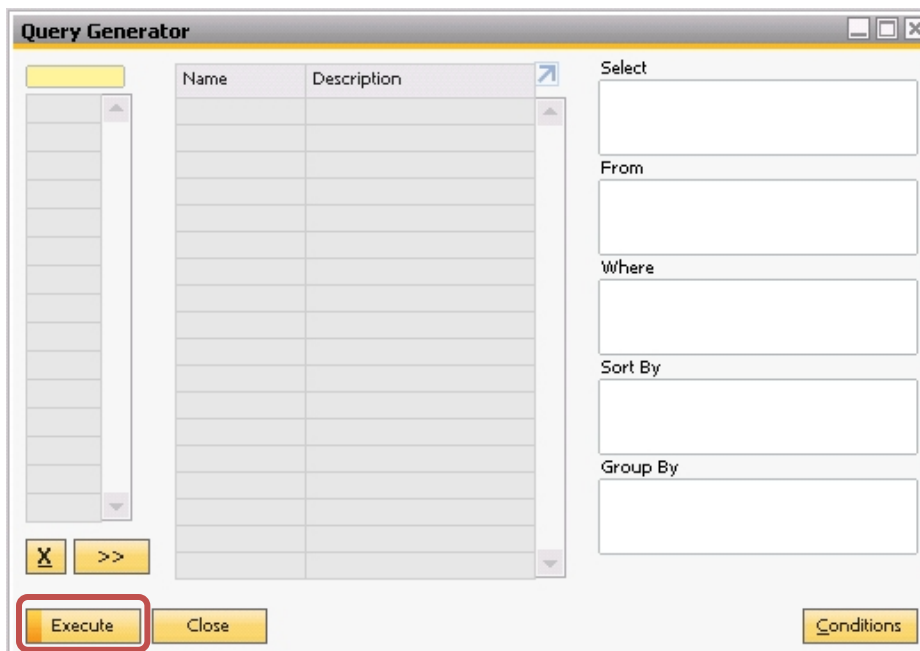 Query Generator
Name Description
Select
From
Where
Sort By
Group By
X >>
Execute Close Conditions